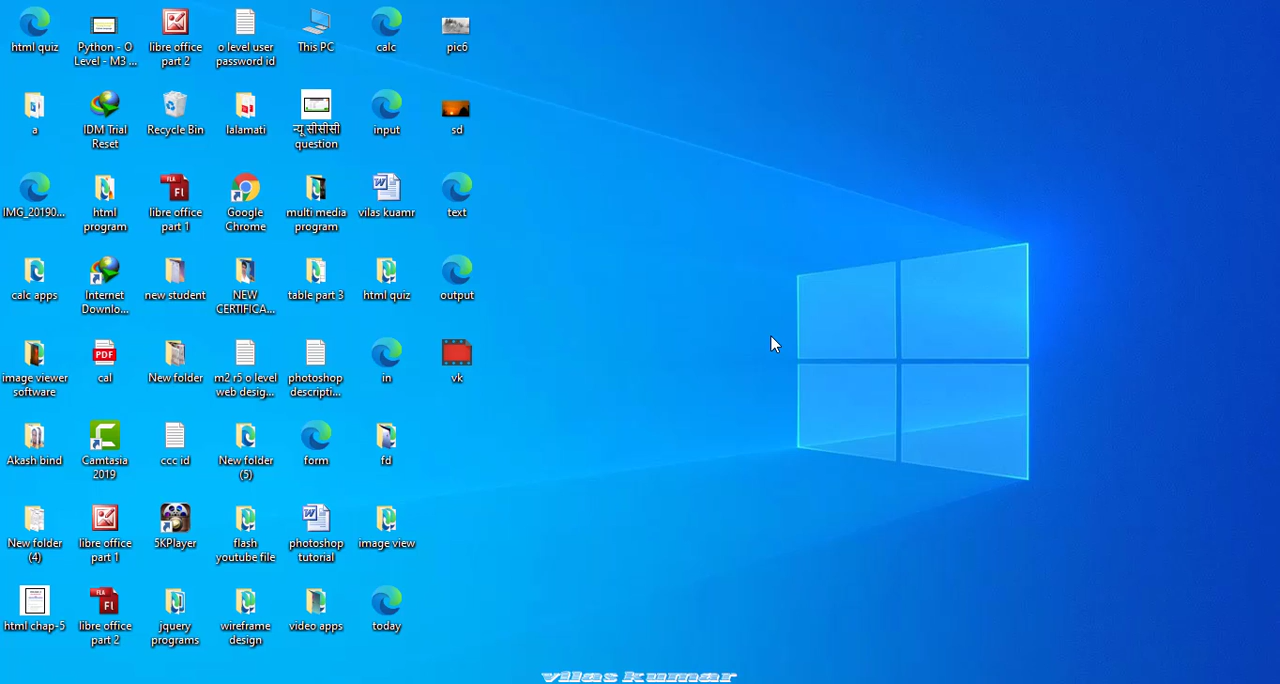 html quiz
Python - O
Level - M3 ...
libre office
part 2
o level user
password id
This PC
calc
pic6
a
IDM Trial
Reset
Recycle Bin
lalamati
न्यू सीसीसी
question
input
sd
IMG_20190...
html
program
libre office
part 1
Google
Chrome
multi media
program
vilas kuamr
text
calc apps
Internet
Downlo...
new student
NEW
CERTIFICA...
table part 3
html quiz
output
image viewer
software
cal
New folder
m2 r5 o level
web desig...
photoshop
descripti...
in
vk
Akash bind
Camtasia
2019
ccc id
New folder
(5)
form
fd
New folder
(4)
libre office
part 1
5KPlayer
flash
youtube file
photoshop
tutorial
image view
html chap-5
libre office
part 2
jquery
programs
wireframe
design
video apps
today
vilas kumar